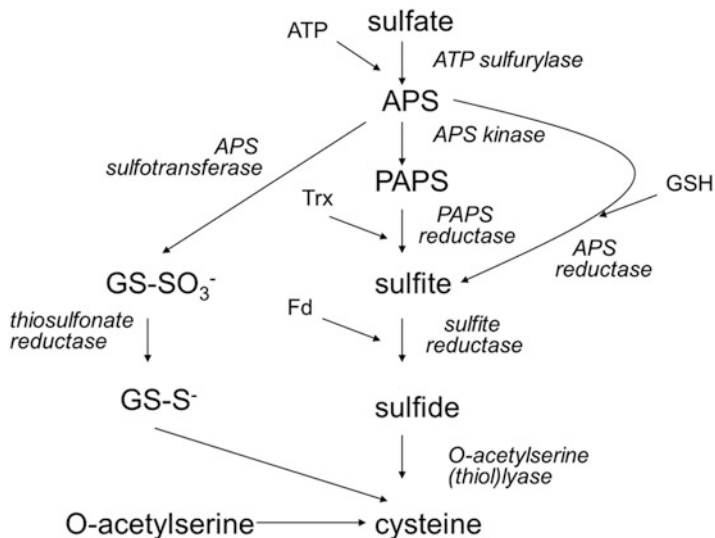 sulfate
ATP
ATP sulfurylase
APS
APS
sulfotransferase
APS kinase
PAPS
GSH
Trx
PAPS
reductase
APS
reductase
GS-SO₃⁻
sulfite
Fd
thiosulfonate
reductase
sulfite
reductase
GS-S⁻
sulfide
O-acetylserine
(thiol)lyase
O-acetylserine
cysteine